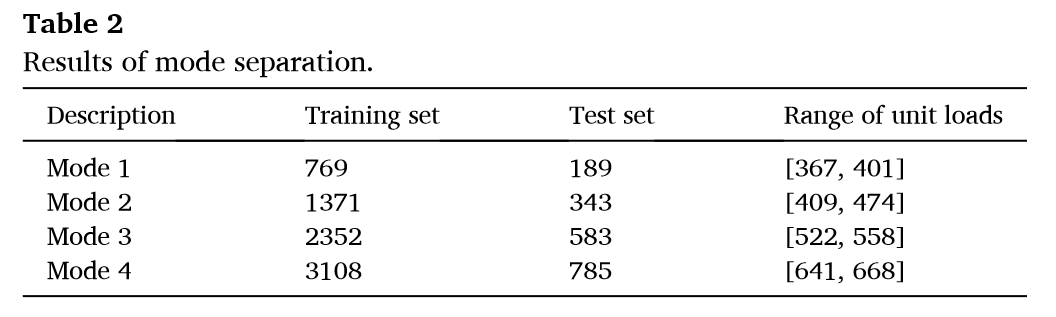 Table 2
Results of mode separation.
Description Training set Test set Range of unit loads
Mode 1 769 189 [367, 401]
Mode 2 1371 343 [409, 474]
Mode 3 2352 583 [522, 558]
Mode 4 3108 785 [641, 668]